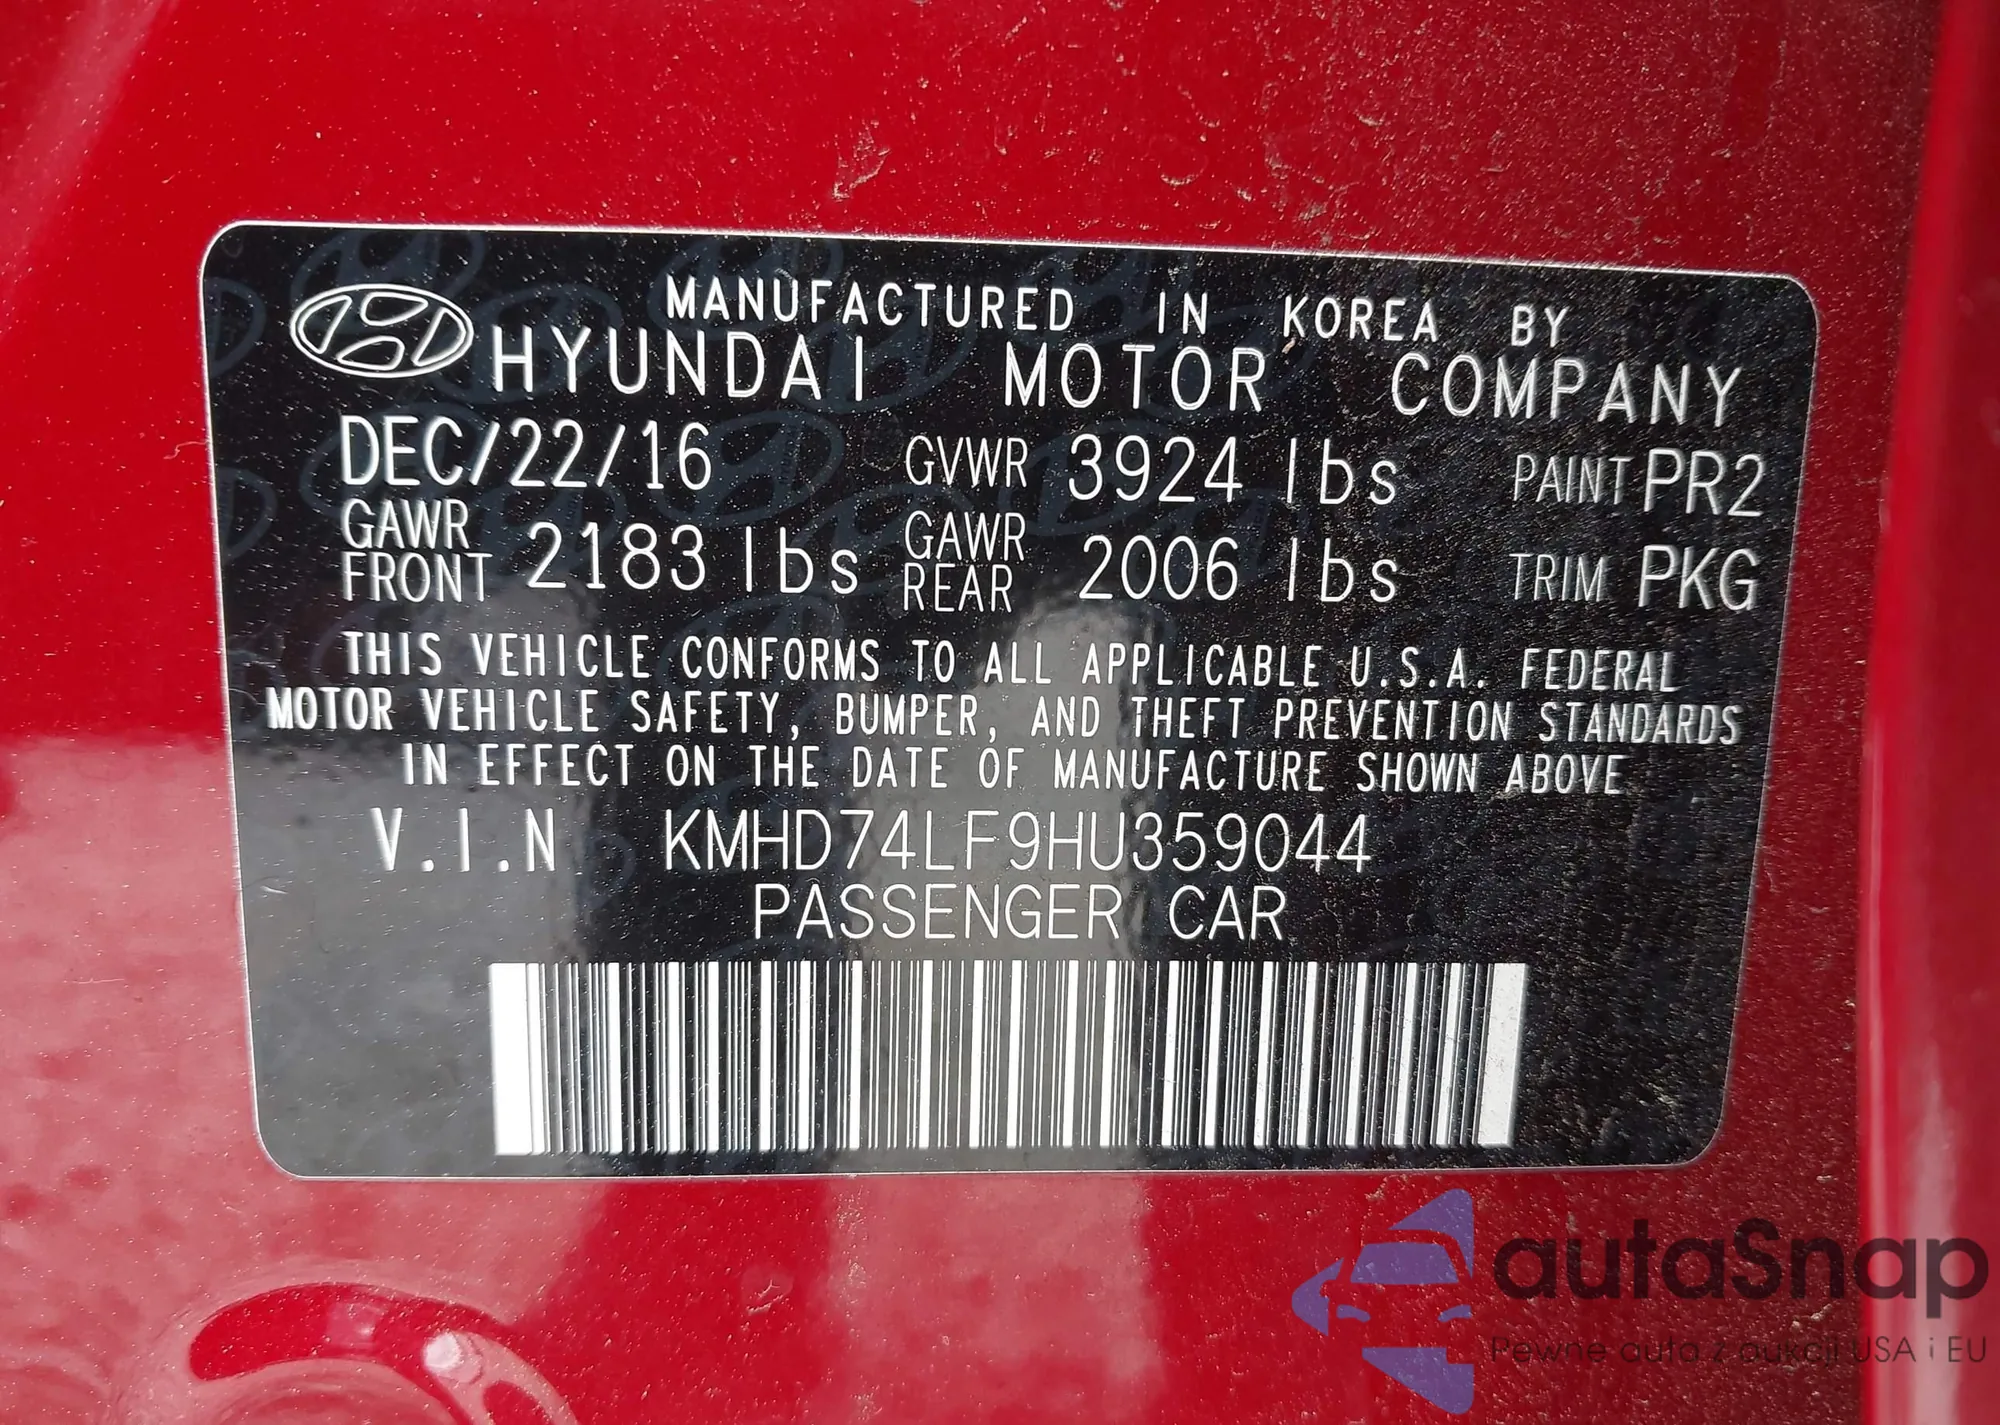 MANUFACTURED IN KOREA BY
HYUNDAI MOTOR COMPANY
DEC/22/16 GVWR 3924 lbs PAINT PR2
GAWR FRONT 2183 lbs GAWR REAR 2006 lbs TRIM PKG
THIS VEHICLE CONFORMS TO ALL APPLICABLE U.S.A. FEDERAL
MOTOR VEHICLE SAFETY, BUMPER, AND THEFT PREVENTION STANDARDS
IN EFFECT ON THE DATE OF MANUFACTURE SHOWN ABOVE
V.I.N KMHD74LF9HU359044
PASSENGER CAR
autaSnap
Pewne auta z aukcji USA i EU